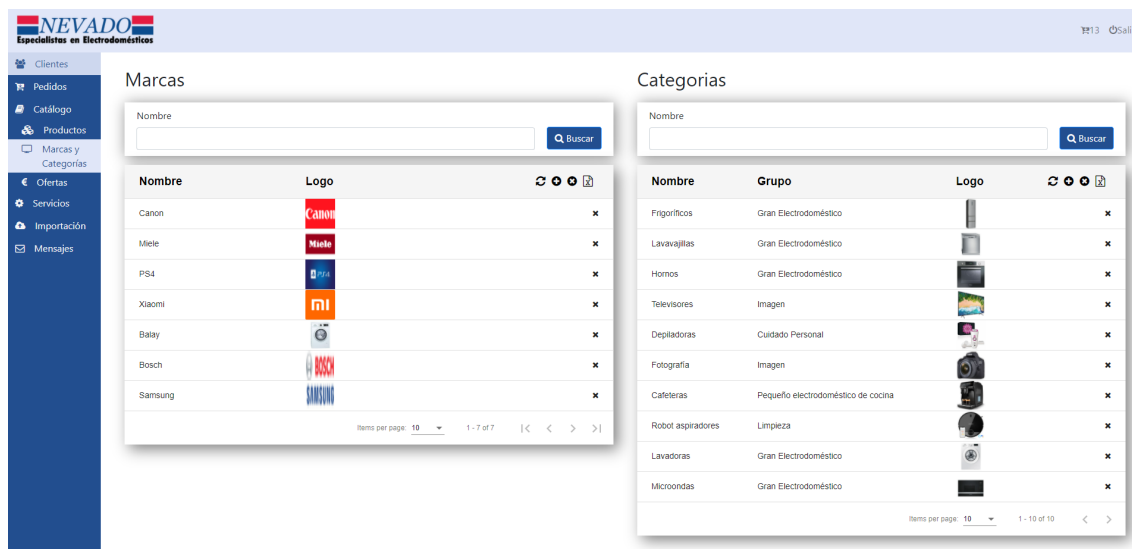 NEVADO
Especialistas en Electrodomésticos
13 Sali
Clientes
Pedidos
Catálogo
Productos
Marcas y
Categorías
Ofertas
Servicios
Importación
Mensajes
Marcas
Nombre
Buscar
Nombre Logo
Canon Canon
Miele Miele
PS4 PS4
Xiaomi MI
Balay
Bosch BOSCH
Samsung SAMSUNG
Items per page: 10 1 - 7 of 7
Categorias
Nombre
Buscar
Nombre Grupo Logo
Frigoríficos Gran Electrodoméstico
Lavavajillas Gran Electrodoméstico
Hornos Gran Electrodoméstico
Televisores Imagen
Depiladoras Cuidado Personal
Fotografía Imagen
Cafeteras Pequeño electrodoméstico de cocina
Robot aspiradores Limpieza
Lavadoras Gran Electrodoméstico
Microondas Gran Electrodoméstico
Items per page: 10 1 - 10 of 10